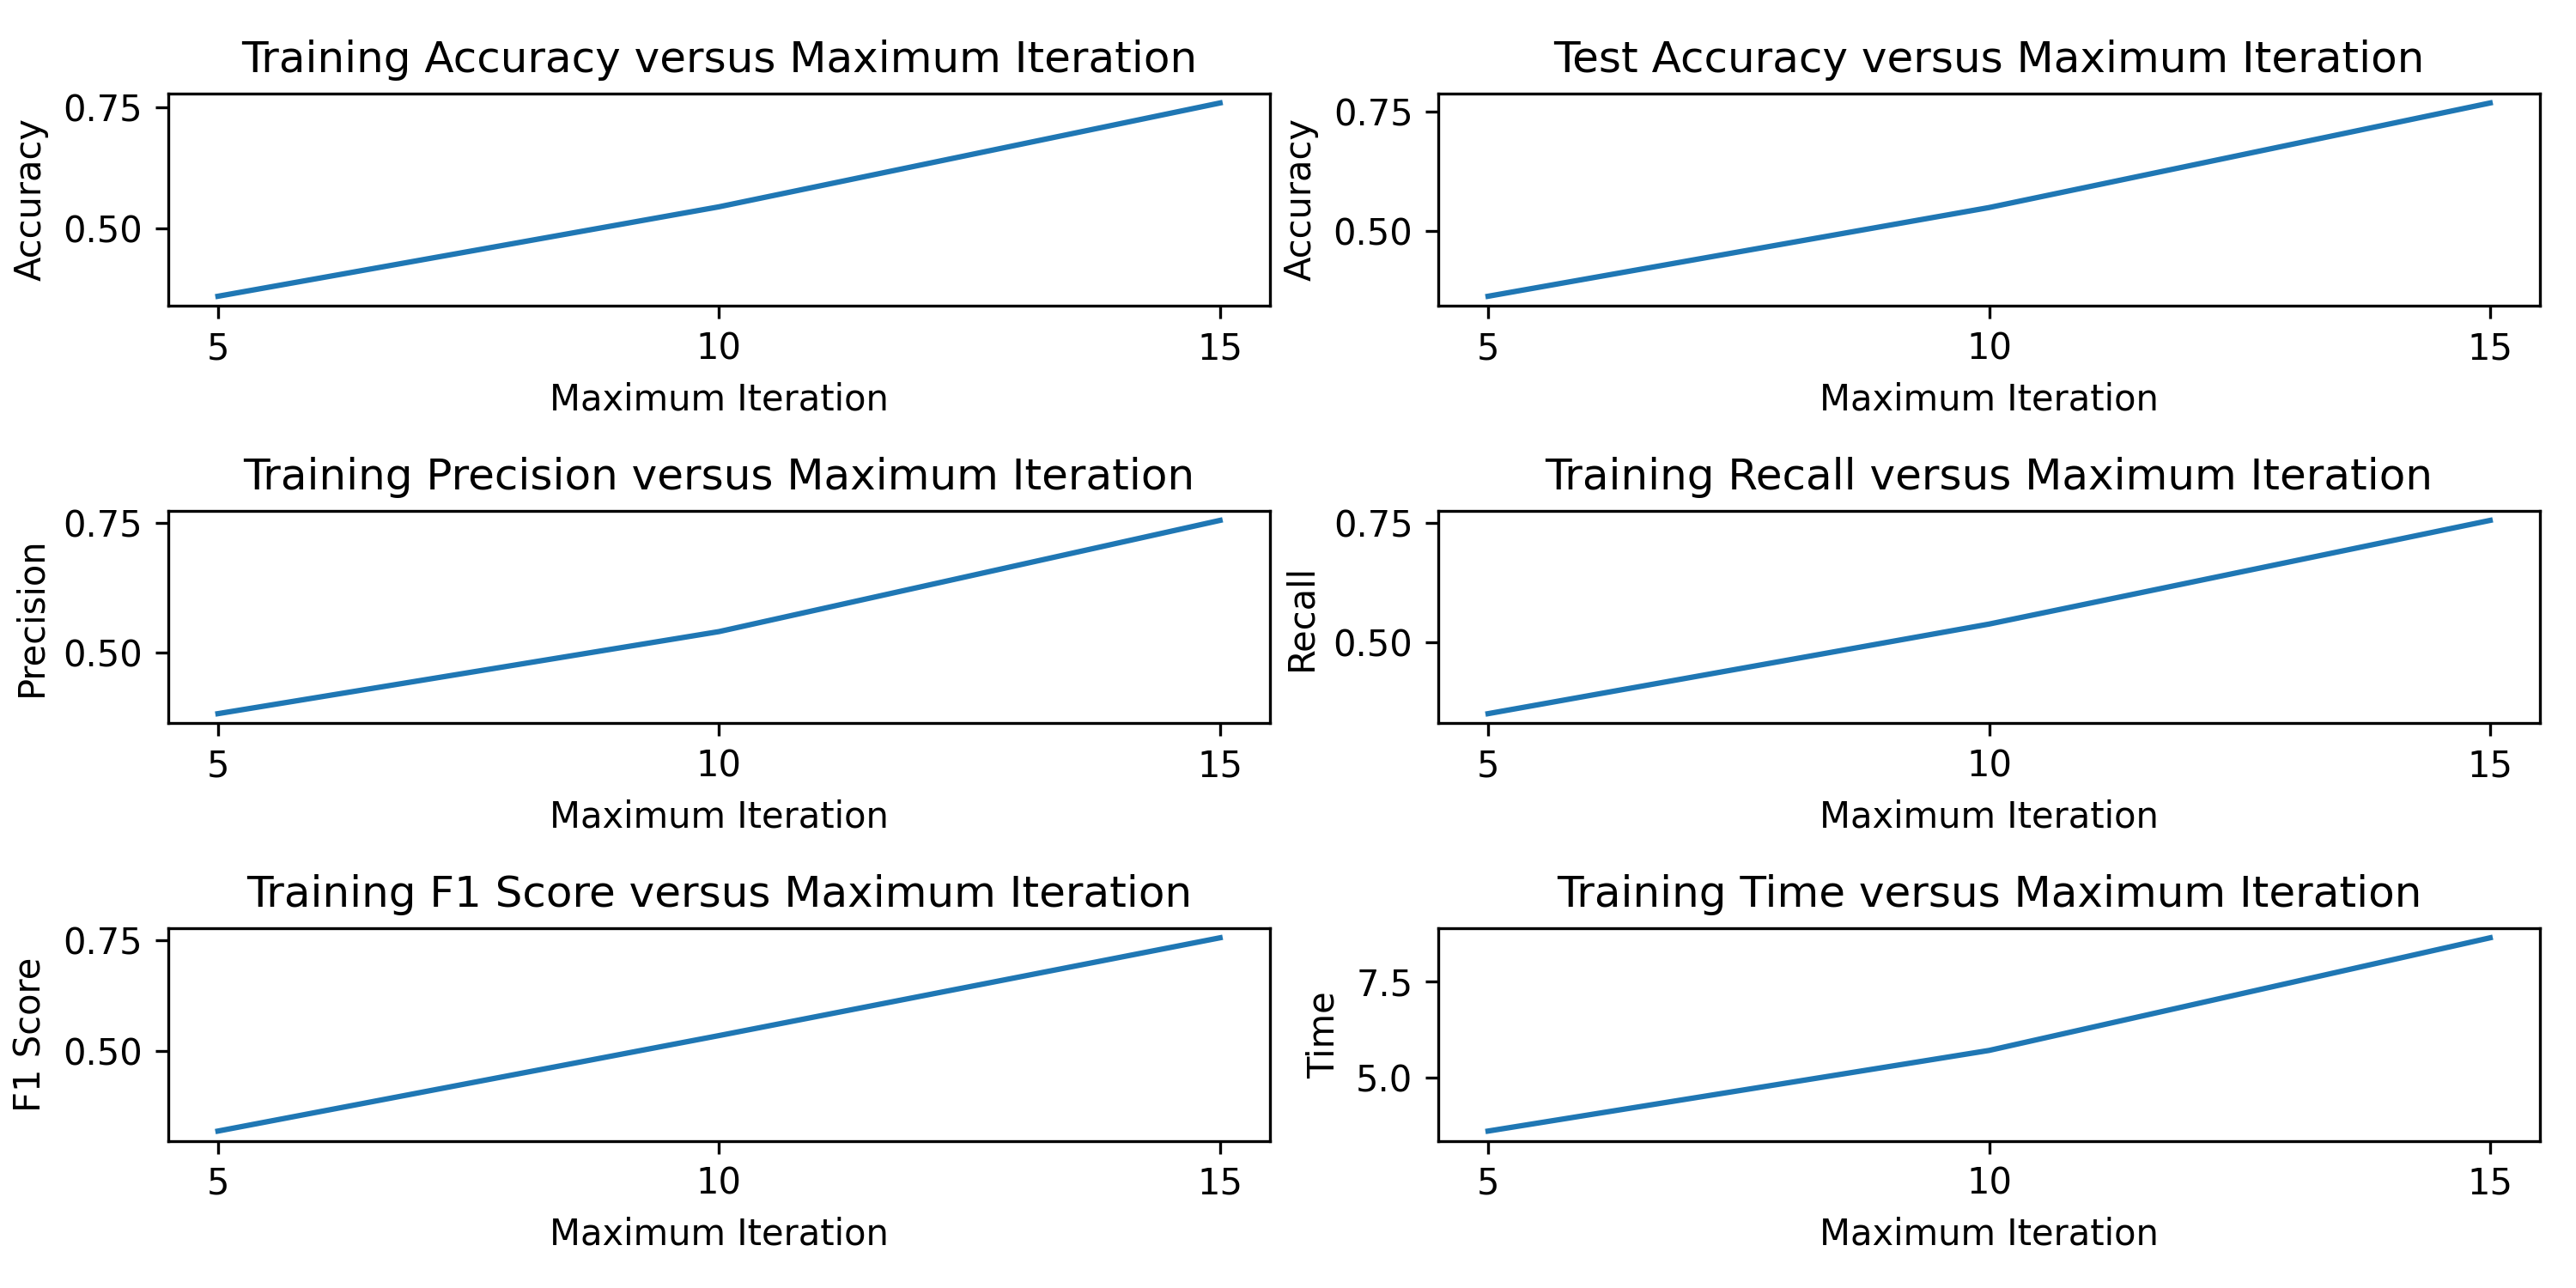 Training Accuracy versus Maximum Iteration
Accuracy
0.75
0.50
5 10 15
Maximum Iteration
Test Accuracy versus Maximum Iteration
Accuracy
0.75
0.50
5 10 15
Maximum Iteration
Training Precision versus Maximum Iteration
Precision
0.75
0.50
5 10 15
Maximum Iteration
Training Recall versus Maximum Iteration
Recall
0.75
0.50
5 10 15
Maximum Iteration
Training F1 Score versus Maximum Iteration
F1 Score
0.75
0.50
5 10 15
Maximum Iteration
Training Time versus Maximum Iteration
Time
7.5
5.0
5 10 15
Maximum Iteration